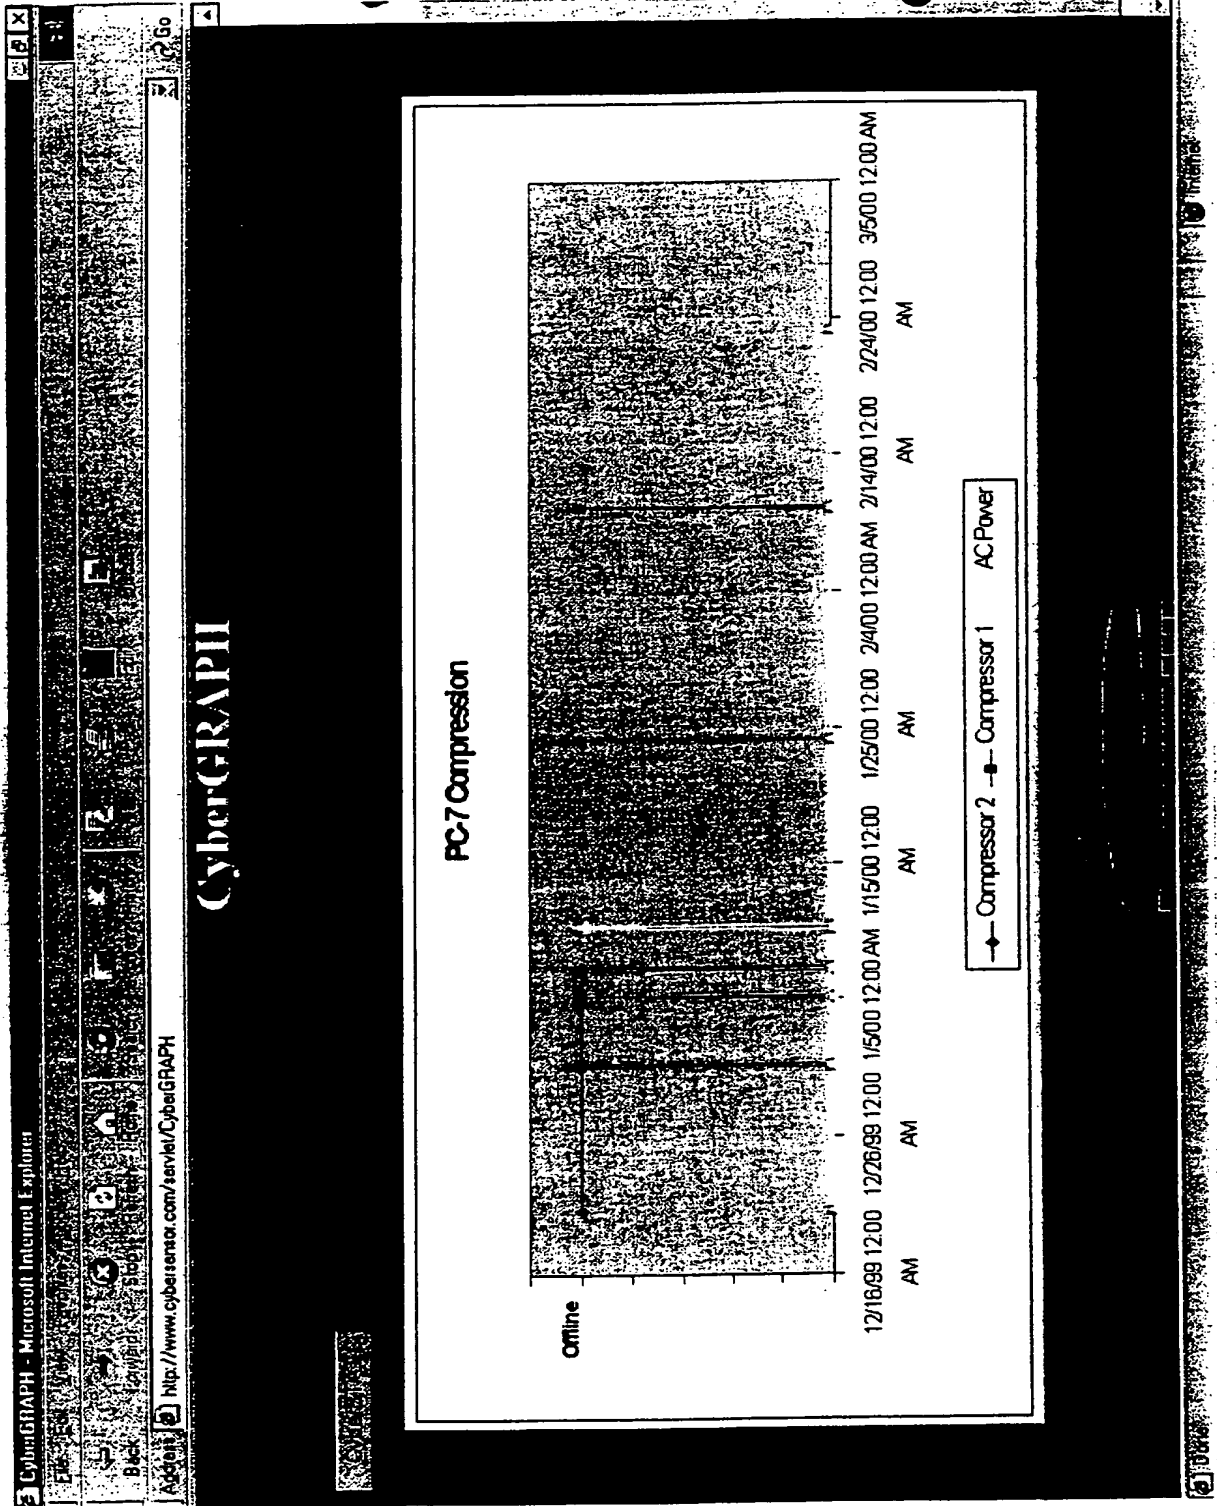 CyberGRAPH - Microsoft Internet Explorer
File Edit
Back
Address http://www.cybersensor.com/servlet/CyberGRAPH Go
CyberGRAPH
PC-7 Compression
Offline
12/16/99 12:00 AM 12/26/99 12:00 AM 1/5/00 12:00 AM 1/15/00 12:00 AM 1/25/00 12:00 AM 2/4/00 12:00 AM 2/14/00 12:00 AM 2/24/00 12:00 AM 3/5/00 12:00 AM
Compressor 2 Compressor 1 AC Power
Done Internet